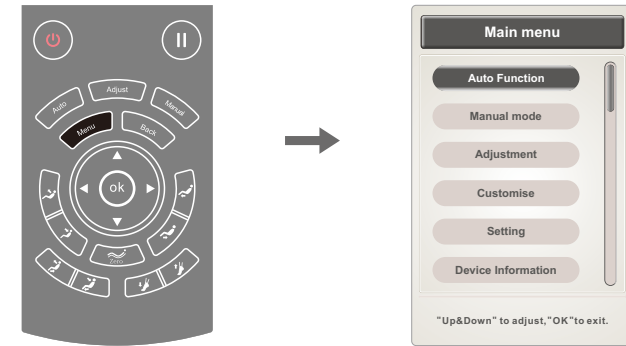 Auto
Adjust
Manual
Menu
Back
ok
Zero
Main menu
Auto Function
Manual mode
Adjustment
Customise
Setting
Device Information
"Up&Down" to adjust,"OK"to exit.